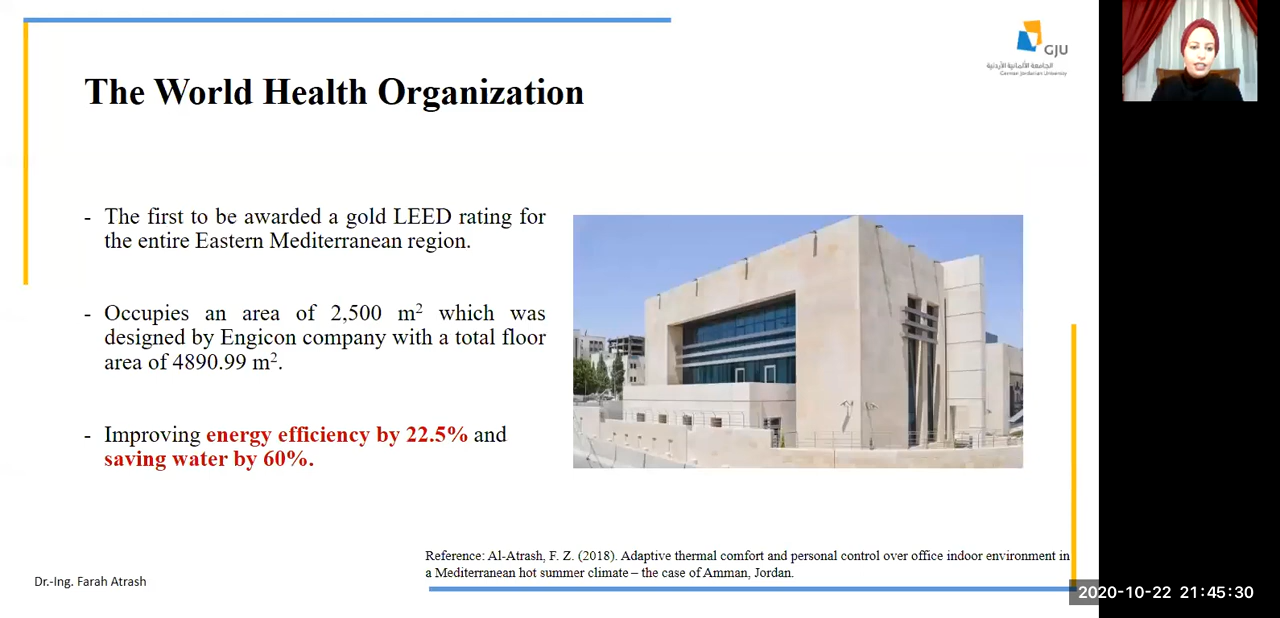 GJU
الجامعة الألمانية الأردنية
German Jordanian University
The World Health Organization
- The first to be awarded a gold LEED rating for
the entire Eastern Mediterranean region.
- Occupies an area of 2,500 m² which was
designed by Engicon company with a total floor
area of 4890.99 m².
- Improving energy efficiency by 22.5% and
saving water by 60%.
Reference: Al-Atrash, F. Z. (2018). Adaptive thermal comfort and personal control over office indoor environment in
a Mediterranean hot summer climate – the case of Amman, Jordan.
Dr.-Ing. Farah Atrash
2020-10-22 21:45:30